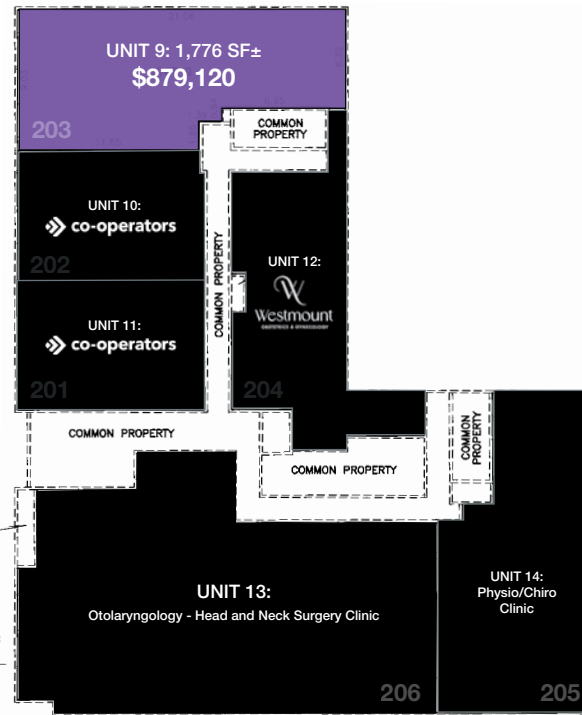 UNIT 9: 1,776 SF±
$879,120
203
COMMON
PROPERTY
UNIT 10:
co-operators
202
COMMON PROPERTY
UNIT 12:
Westmount
OBSTETRICS & GYNAECOLOGY
UNIT 11:
co-operators
201
204
COMMON PROPERTY
COMMON
PROPERTY
COMMON PROPERTY
UNIT 13:
Otolaryngology - Head and Neck Surgery Clinic
UNIT 14:
Physio/Chiro
Clinic
206
205